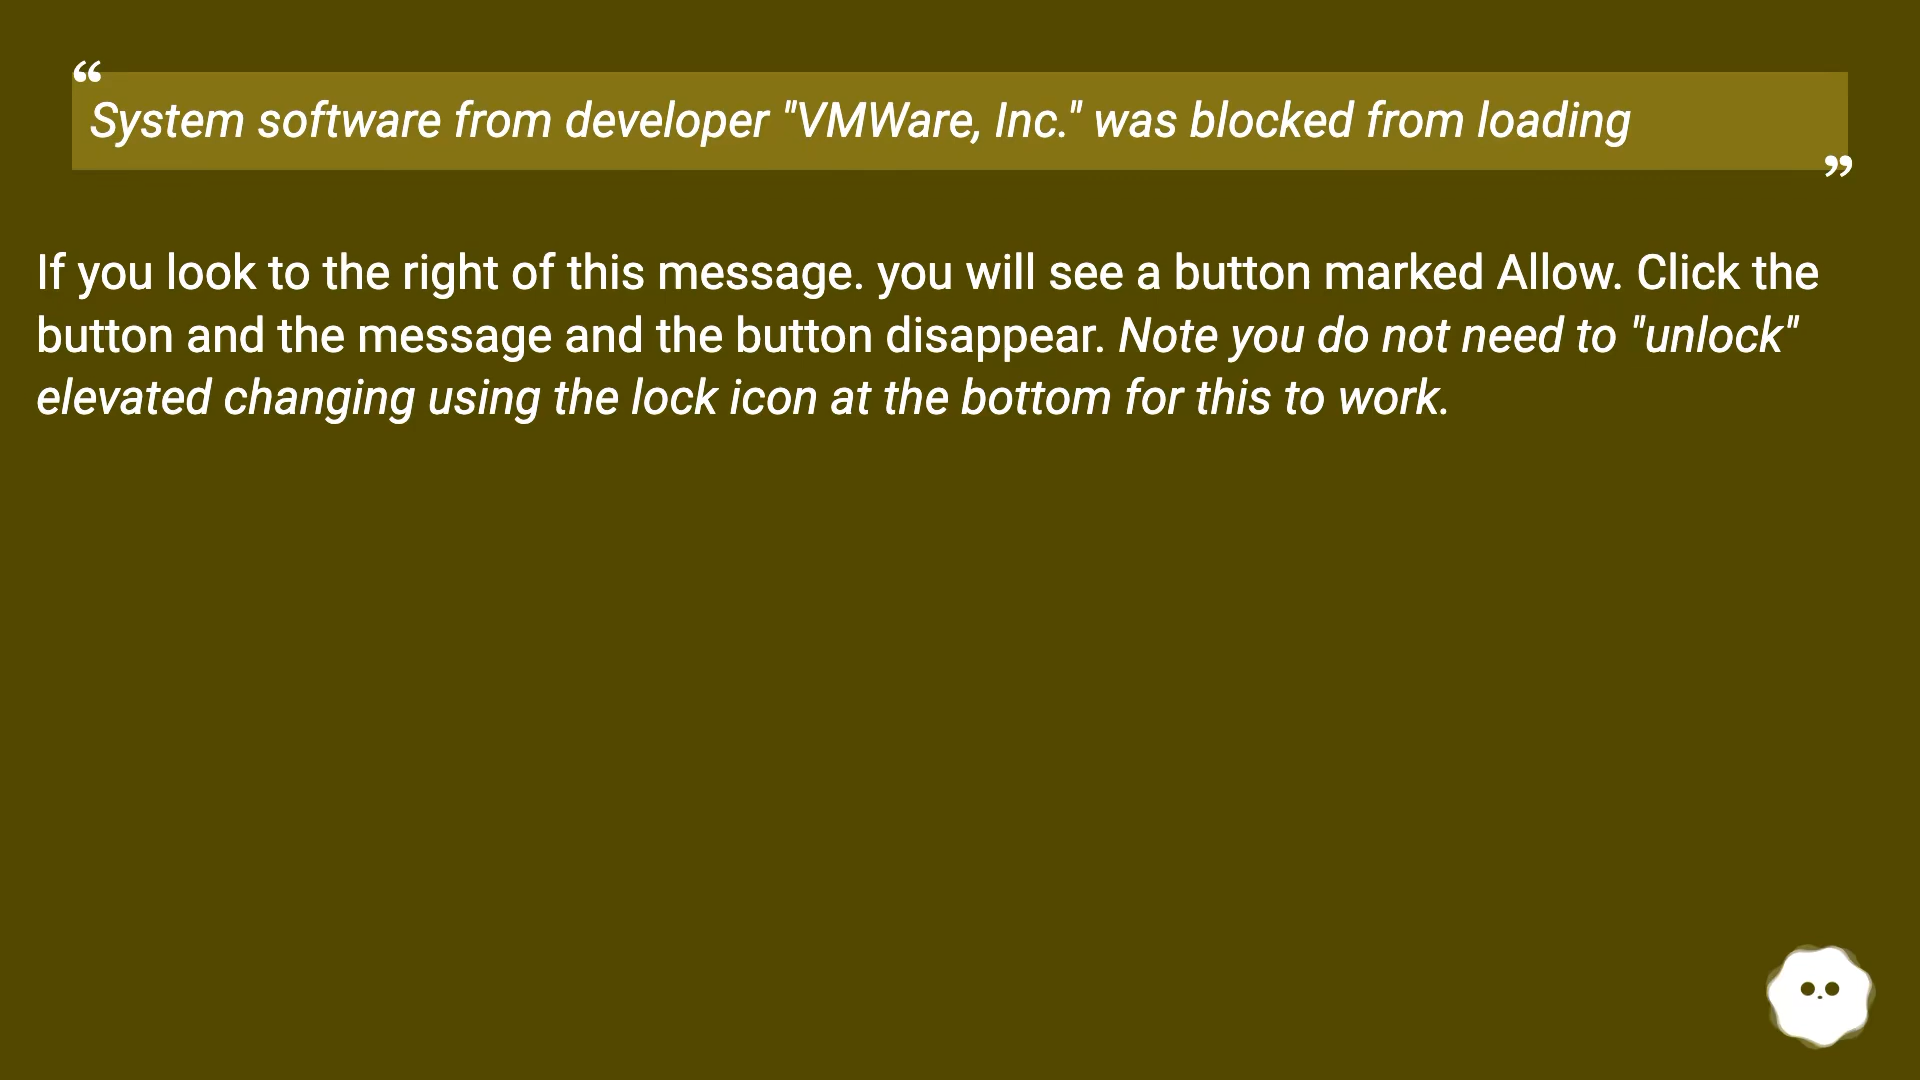 “
System software from developer "VMWare, Inc." was blocked from loading
”
If you look to the right of this message. you will see a button marked Allow. Click the
button and the message and the button disappear. Note you do not need to "unlock"
elevated changing using the lock icon at the bottom for this to work.